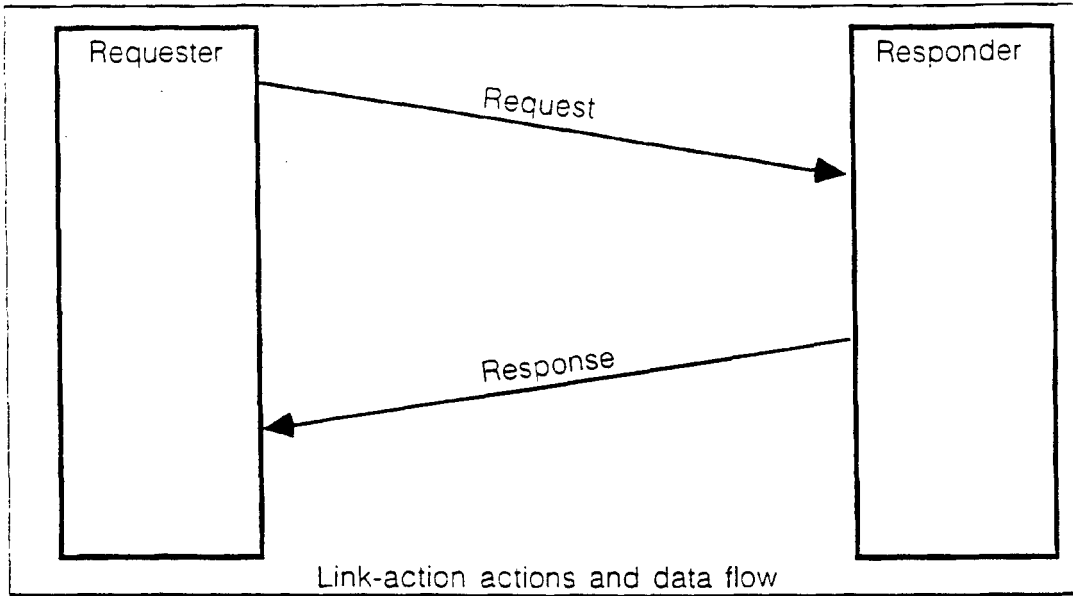 Requester
Responder
Request
Response
Link-action actions and data flow